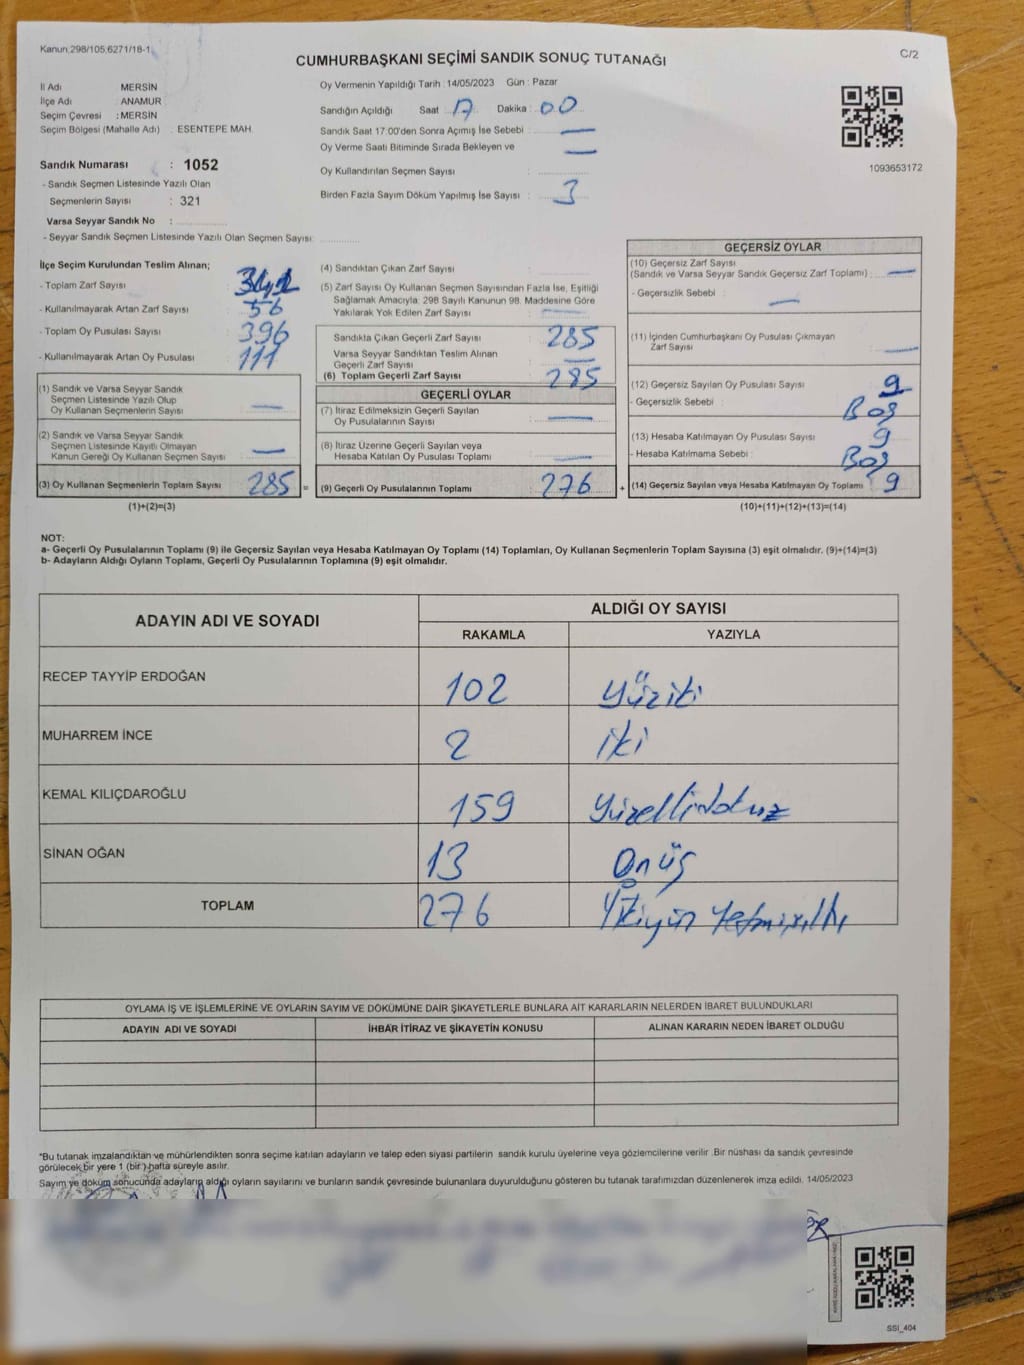 Kanun,298/105,6271/18-1
C/2
CUMHURBAŞKANI SEÇİMİ SANDIK SONUÇ TUTANAĞI
İl Adı MERSİN
İlçe Adı : ANAMUR
Seçim Çevresi : MERSİN
Seçim Bölgesi (Mahalle Adı) : ESENTEPE MAH.
Sandık Numarası : 1052
- Sandık Seçmen Listesinde Yazılı Olan
Seçmenlerin Sayısı : 321
Varsa Seyyar Sandık No :
- Seyyar Sandık Seçmen Listesinde Yazılı Olan Seçmen Sayısı:
Oy Vermenin Yapıldığı Tarih : 14/05/2023 Gün : Pazar
Sandığın Açıldığı Saat 17 Dakika : 00
Sandık Saat 17:00'den Sonra Açımış İse Sebebi : —
Oy Verme Saati Bitiminde Sırada Bekleyen ve —
Oy Kullandırılan Seçmen Sayısı :
Birden Fazla Sayım Döküm Yapılmış İse Sayısı : 3
1093653172
İlçe Seçim Kurulundan Teslim Alınan;
- Toplam Zarf Sayısı :
- Kullanılmayarak Artan Zarf Sayısı : 56
- Toplam Oy Pusulası Sayısı : 396
- Kullanılmayarak Artan Oy Pusulası : 111
(1) Sandık ve Varsa Seyyar Sandık
Seçmen Listesinde Yazılı Olup
Oy Kullanan Seçmenlerin Sayısı : —
(2) Sandık ve Varsa Seyyar Sandık
Seçmen Listesinde Kayıtlı Olmayan
Kanun Gereği Oy Kullanan Seçmen Sayısı : —
(3) Oy Kullanan Seçmenlerin Toplam Sayısı 285 =
(1)+(2)=(3)
(4) Sandıktan Çıkan Zarf Sayısı :
(5) Zarf Sayısı Oy Kullanan Seçmen Sayısından Fazla İse, Eşitliği
Sağlamak Amacıyla; 298 Sayılı Kanunun 98. Maddesine Göre
Yakılarak Yok Edilen Zarf Sayısı : —
Sandıkta Çıkan Geçerli Zarf Sayısı : 285
Varsa Seyyar Sandıktan Teslim Alınan
Geçerli Zarf Sayısı : —
(6) Toplam Geçerli Zarf Sayısı : 285
GEÇERLİ OYLAR
(7) İtiraz Edilmeksizin Geçerli Sayılan
Oy Pusulalarının Sayısı : —
(8) İtiraz Üzerine Geçerli Sayılan veya
Hesaba Katılan Oy Pusulası Toplamı : —
(9) Geçerli Oy Pusulalarının Toplamı : 276 +
GEÇERSİZ OYLAR
(10) Geçersiz Zarf Sayısı
(Sandık ve Varsa Seyyar Sandık Geçersiz Zarf Toplamı) : —
- Geçersizlik Sebebi : —
(11) İçinden Cumhurbaşkanı Oy Pusulası Çıkmayan
Zarf Sayısı : —
(12) Geçersiz Sayılan Oy Pusulası Sayısı : 9
- Geçersizlik Sebebi : Boş
(13) Hesaba Katılmayan Oy Pusulası Sayısı : 9
- Hesaba Katılmama Sebebi : Boş
(14) Geçersiz Sayılan veya Hesaba Katılmayan Oy Toplamı : 9
(10)+(11)+(12)+(13)=(14)
NOT:
a- Geçerli Oy Pusulalarının Toplamı (9) ile Geçersiz Sayılan veya Hesaba Katılmayan Oy Toplamı (14) Toplamları, Oy Kullanan Seçmenlerin Toplam Sayısına (3) eşit olmalıdır. (9)+(14)=(3)
b- Adayların Aldığı Oyların Toplamı, Geçerli Oy Pusulalarının Toplamına (9) eşit olmalıdır.
ADAYIN ADI VE SOYADI
ALDIĞI OY SAYISI
RAKAMLA YAZIYLA
RECEP TAYYİP ERDOĞAN 102 Yüziki
MUHARREM İNCE 2 iki
KEMAL KILIÇDAROĞLU 159 Yüzellidokuz
SİNAN OĞAN 13 Onüç
TOPLAM 276 İkiyüz Yetmişaltı
OYLAMA İŞ VE İŞLEMLERİNE VE OYLARIN SAYIM VE DÖKÜMÜNE DAİR ŞİKAYETLERLE BUNLARA AİT KARARLARIN NELERDEN İBARET BULUNDUKLARI
ADAYIN ADI VE SOYADI İHBAR İTİRAZ VE ŞİKAYETİN KONUSU ALINAN KARARIN NEDEN İBARET OLDUĞU
*Bu tutanak imzalandıktan ve mühürlendikten sonra seçime katılan adayların ve talep eden siyasi partilerin sandık kurulu üyelerine veya gözlemcilerine verilir .Bir nüshası da sandık çevresinde
görülecek bir yere 1 (bir ) hafta süreyle asılır.
Sayım ve döküm sonucunda adayların aldığı oyların sayılarını ve bunların sandık çevresinde bulunanlara duyurulduğunu gösteren bu tutanak tarafımızdan düzenlenerek imza edildi. 14/05/2023
SSI_404